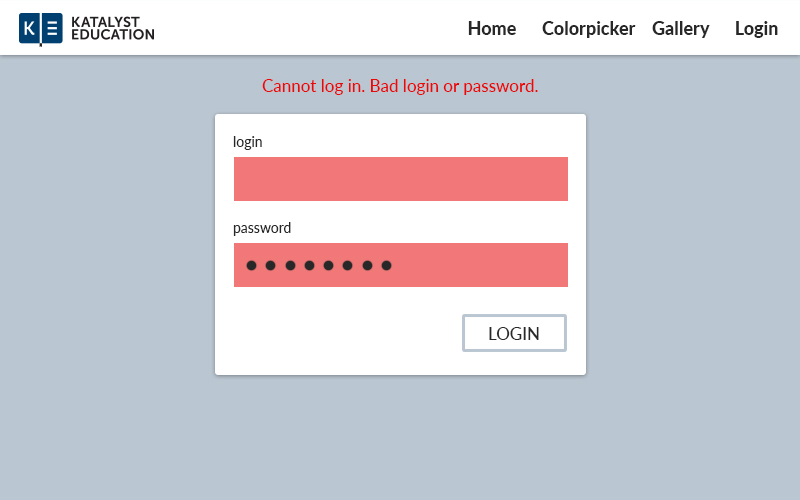 KATALYST
EDUCATION
Home Colorpicker Gallery Login
Cannot log in. Bad login or password.
login
password
LOGIN